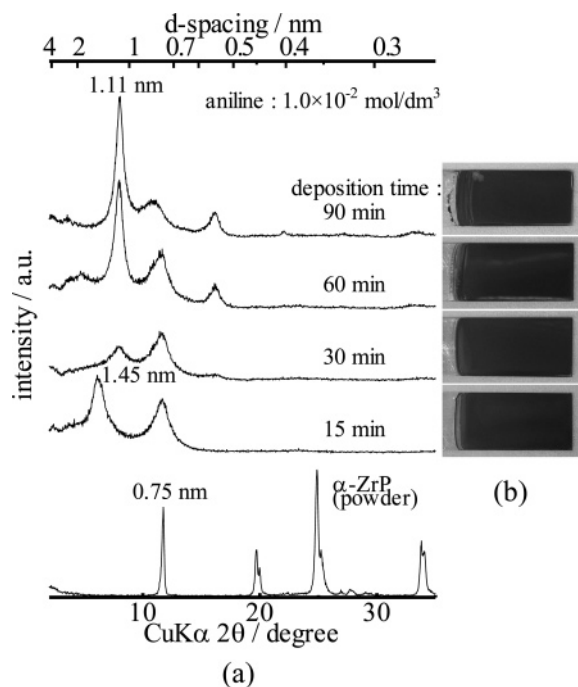 d-spacing / nm
4 2 1 0.7 0.5 0.4 0.3
1.11 nm
aniline : 1.0×10⁻² mol/dm³
deposition time :
90 min
60 min
30 min
1.45 nm
15 min
intensity / a.u.
0.75 nm
α-ZrP
(powder)
(b)
10 20 30
CuKα 2θ / degree
(a)